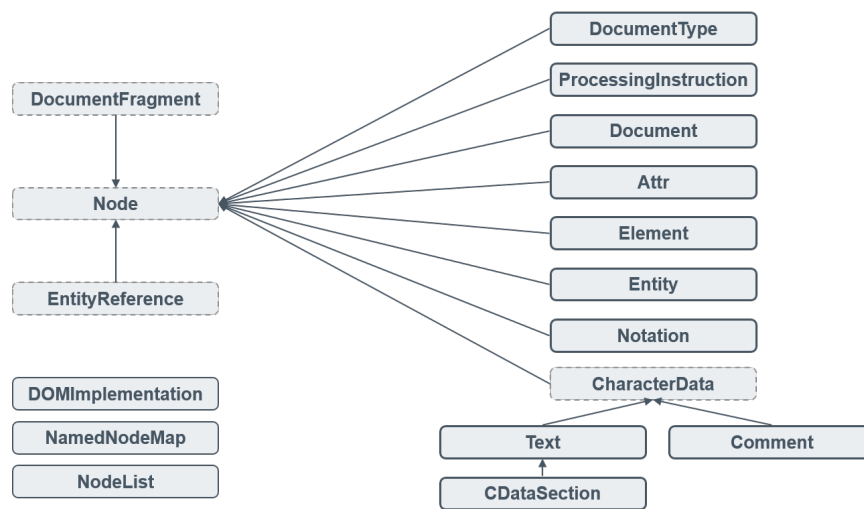 DocumentType
ProcessingInstruction
DocumentFragment
Document
Attr
Node
Element
Entity
EntityReference
Notation
CharacterData
DOMImplementation
NamedNodeMap
Text
Comment
NodeList
CDataSection